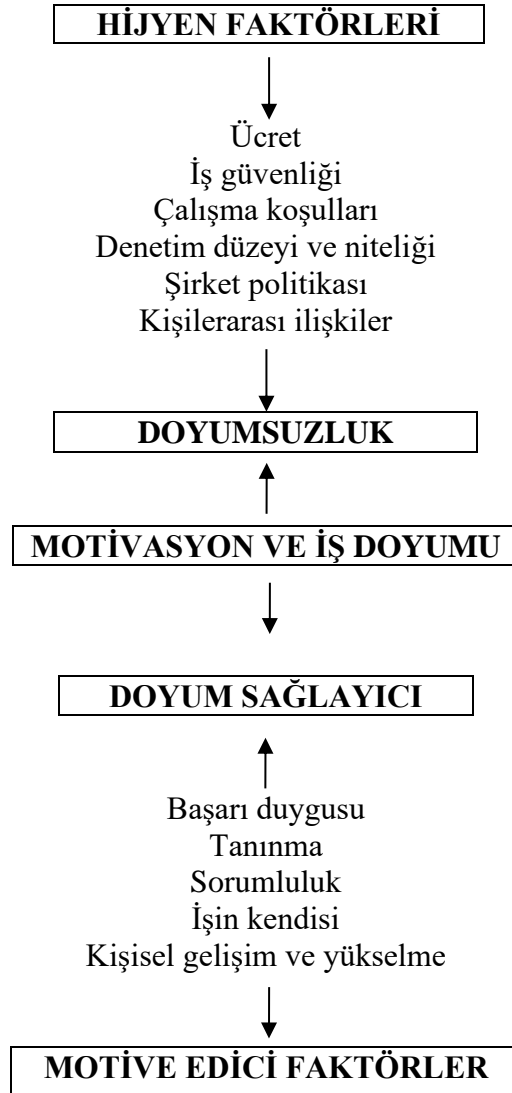 HİJYEN FAKTÖRLERİ
Ücret
İş güvenliği
Çalışma koşulları
Denetim düzeyi ve niteliği
Şirket politikası
Kişilerarası ilişkiler
DOYUMSUZLUK
MOTİVASYON VE İŞ DOYUMU
DOYUM SAĞLAYICI
Başarı duygusu
Tanınma
Sorumluluk
İşin kendisi
Kişisel gelişim ve yükselme
MOTİVE EDİCİ FAKTÖRLER